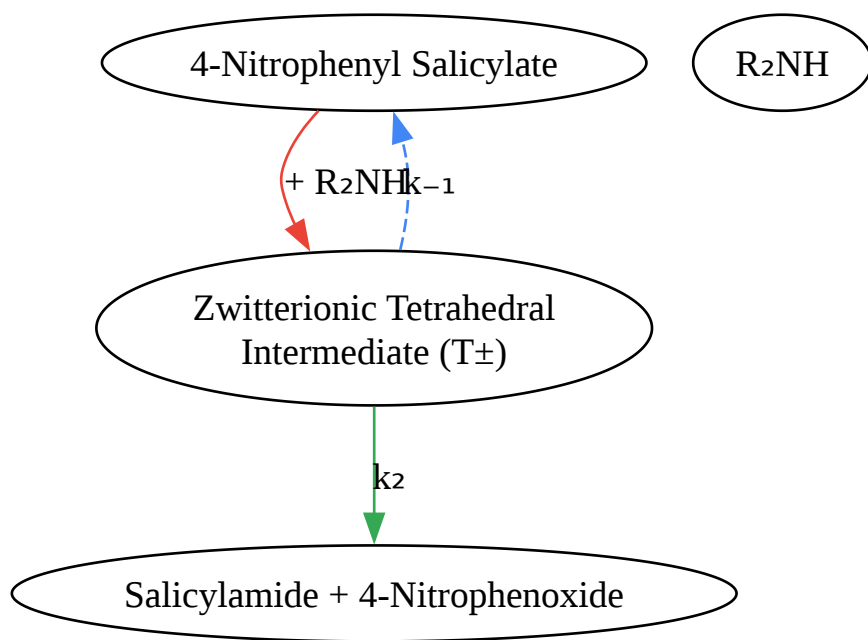 4-Nitrophenyl Salicylate
R₂NH
+ R₂NH
k₋₁
Zwitterionic Tetrahedral
Intermediate (T±)
k₂
Salicylamide + 4-Nitrophenoxide